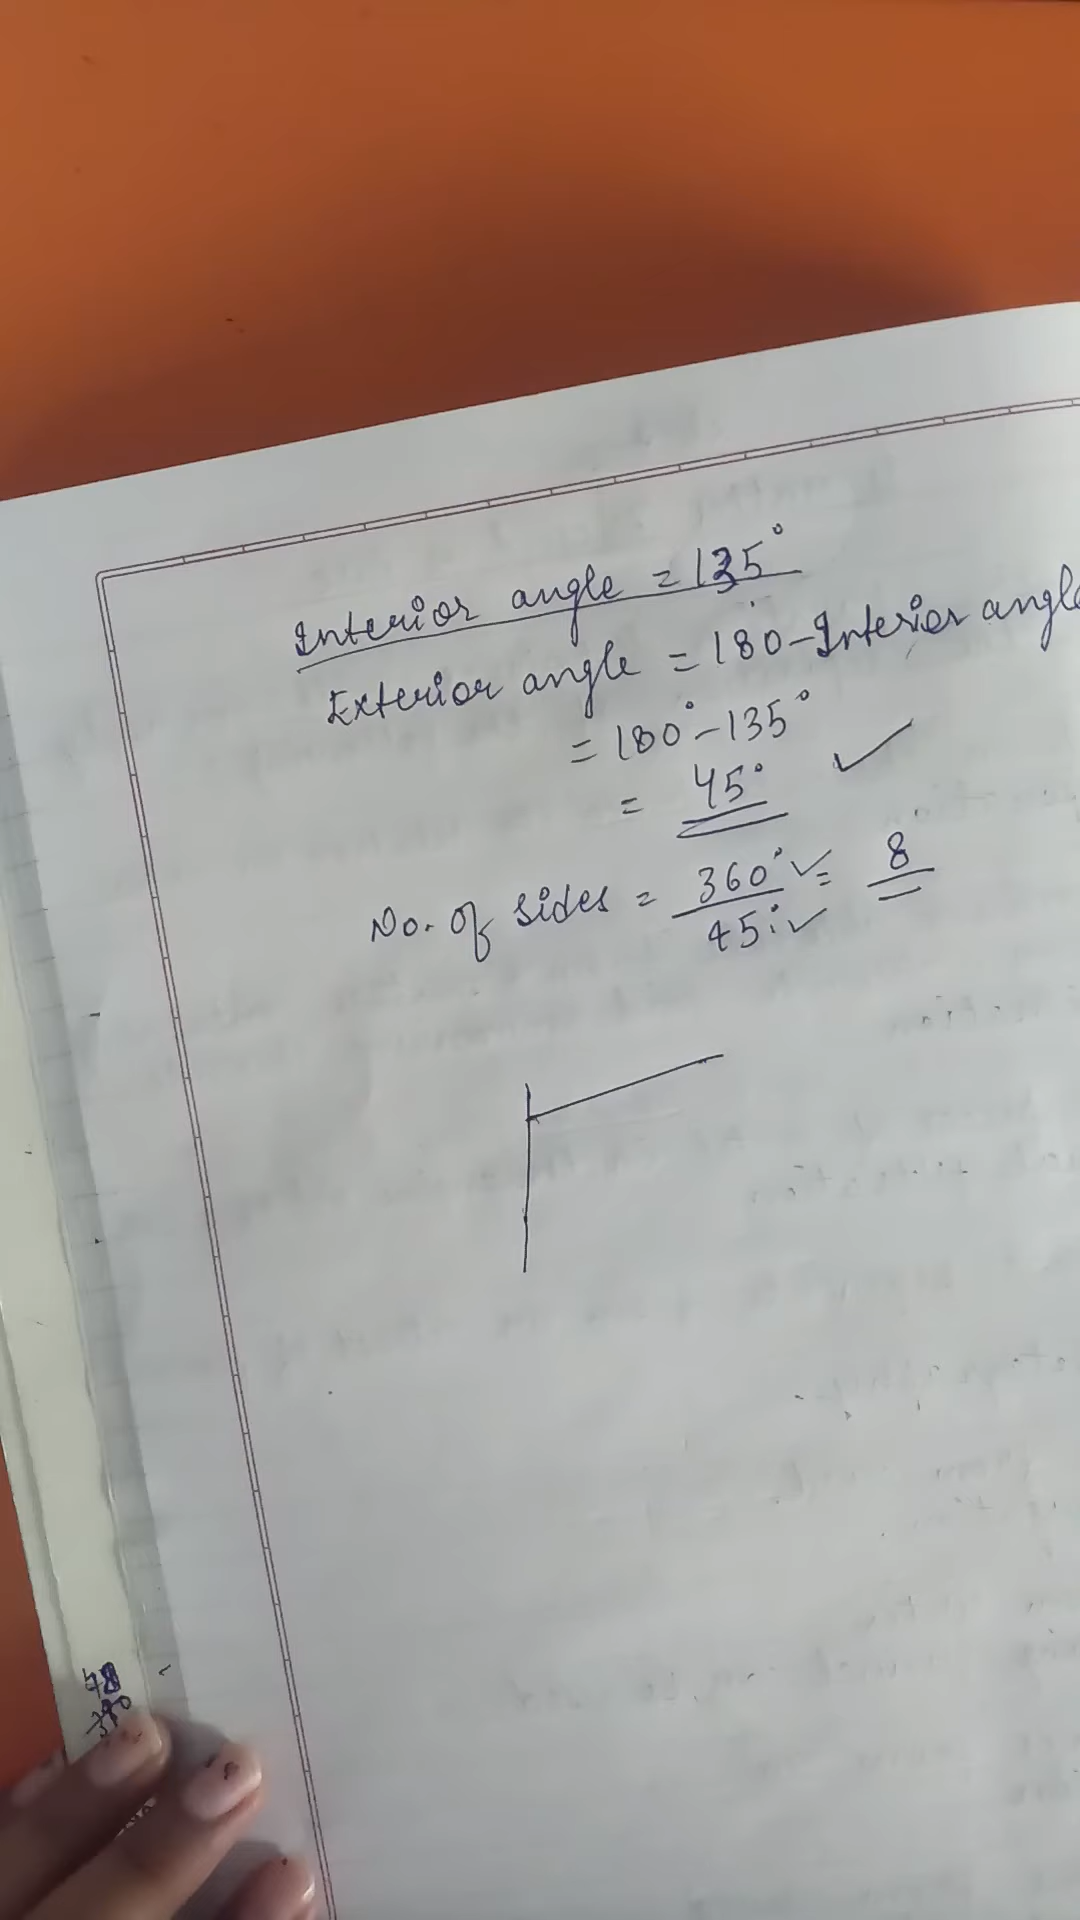 Interior angle = 135°
Exterior angle = 180 - Interior angle
= 180° - 135°
= 45° ✓
No. of sides = 360° ✓ / 45° ✓ = 8